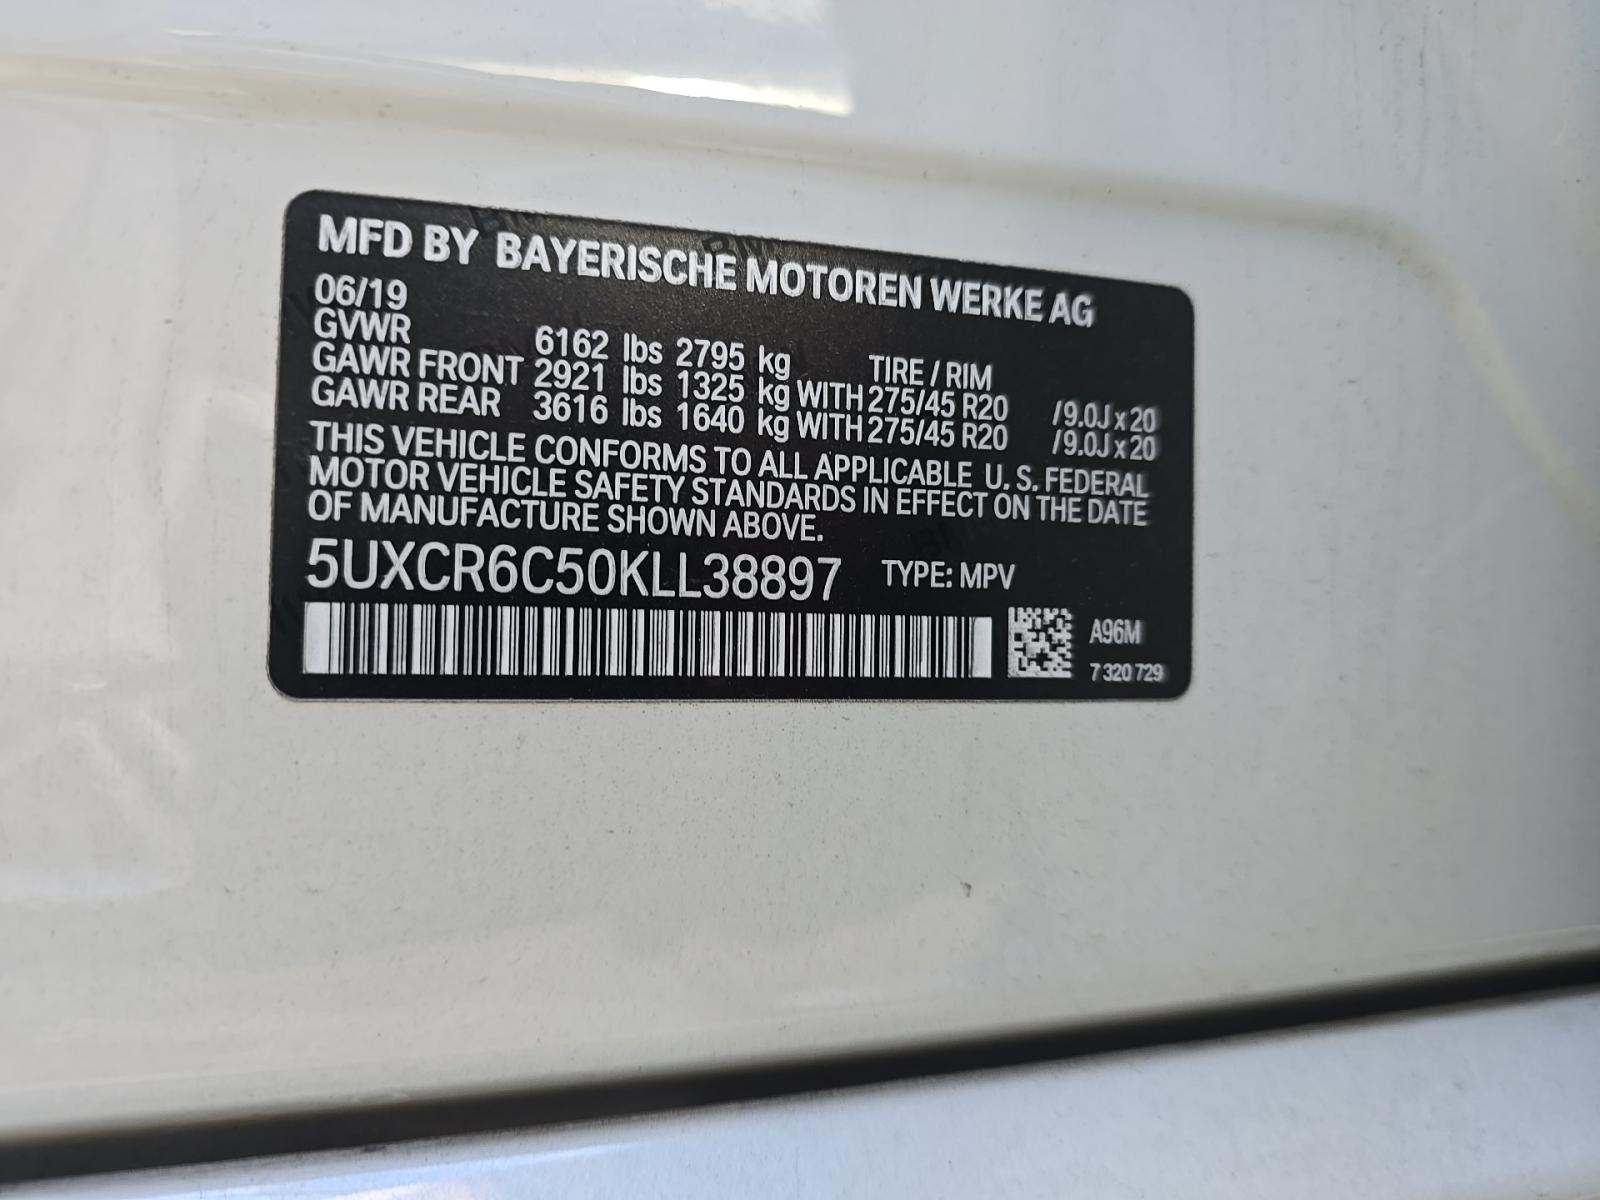 MFD BY BAYERISCHE MOTOREN WERKE AG
06/19
GVWR 6162 lbs 2795 kg TIRE / RIM
GAWR FRONT 2921 lbs 1325 kg WITH 275/45 R20 /9.0J x 20
GAWR REAR 3616 lbs 1640 kg WITH 275/45 R20 /9.0J x 20
THIS VEHICLE CONFORMS TO ALL APPLICABLE U. S. FEDERAL
MOTOR VEHICLE SAFETY STANDARDS IN EFFECT ON THE DATE
OF MANUFACTURE SHOWN ABOVE.
5UXCR6C50KLL38897 TYPE: MPV
A96M
7 320 729